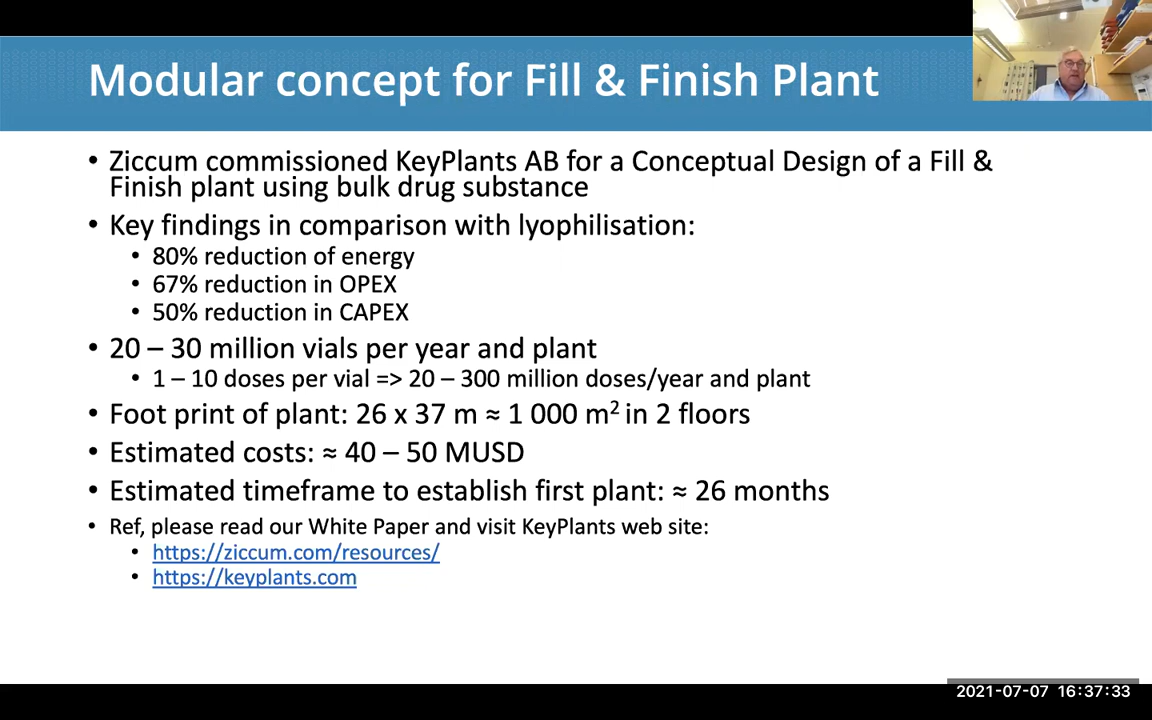 Modular concept for Fill & Finish Plant
• Ziccum commissioned KeyPlants AB for a Conceptual Design of a Fill &
Finish plant using bulk drug substance
• Key findings in comparison with lyophilisation:
• 80% reduction of energy
• 67% reduction in OPEX
• 50% reduction in CAPEX
• 20 – 30 million vials per year and plant
• 1 – 10 doses per vial => 20 – 300 million doses/year and plant
• Foot print of plant: 26 x 37 m ≈ 1 000 m² in 2 floors
• Estimated costs: ≈ 40 – 50 MUSD
• Estimated timeframe to establish first plant: ≈ 26 months
• Ref, please read our White Paper and visit KeyPlants web site:
• https://ziccum.com/resources/
• https://keyplants.com
2021-07-07 16:37:33